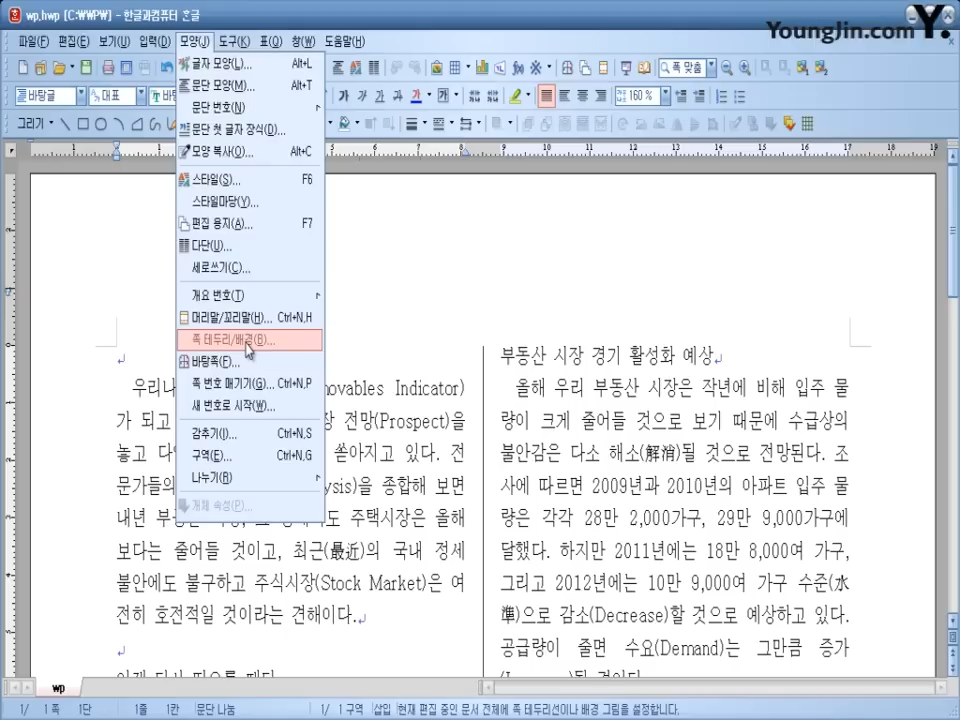 wp.hwp [C:\WWPW] - 한글과컴퓨터 한글
YoungJin.com Y.
파일(F) 편집(E) 보기(U) 입력(D) 모양(J) 도구(K) 표(Q) 창(W) 도움말(H)
폭 맞춤
바탕글 대표 160 %
그리기
글자 모양(L)... Alt+L
문단 모양(M)... Alt+T
문단 번호(N)
문단 첫 글자 장식(D)...
모양 복사(O)... Alt+C
스타일(S)... F6
스타일마당(Y)...
편집 용지(A)... F7
다단(U)...
세로쓰기(C)...
개요 번호(T)
머리말/꼬리말(H)... Ctrl+N,H
쪽 테두리/배경(B)...
바탕쪽(F)...
쪽 번호 매기기(G)... Ctrl+N,P
새 번호로 시작(W)...
감추기(I)... Ctrl+N,S
구역(E)... Ctrl+N,G
나누기(R)
개체 속성(P)...
우리나 ovables Indicator)
가 되고 장 전망(Prospect)을
놓고 다 쏟아지고 있다. 전
문가들의 ysis)을 종합해 보면
내년 부 도 주택시장은 올해
보다는 줄어들 것이고, 최근(最近)의 국내 정세
불안에도 불구하고 주식시장(Stock Market)은 여
전히 호전적일 것이라는 견해이다.
부동산 시장 경기 활성화 예상
올해 우리 부동산 시장은 작년에 비해 입주 물
량이 크게 줄어들 것으로 보기 때문에 수급상의
불안감은 다소 해소(解消)될 것으로 전망된다. 조
사에 따르면 2009년과 2010년의 아파트 입주 물
량은 각각 28만 2,000가구, 29만 9,000가구에
달했다. 하지만 2011년에는 18만 8,000여 가구,
그리고 2012년에는 10만 9,000여 가구 수준(水
準)으로 감소(Decrease)할 것으로 예상하고 있다.
공급량이 줄면 수요(Demand)는 그만큼 증가
wp
1/ 1 쪽 1단 1줄 1칸 문단 나눔 1/ 1 구역 삽입 현재 편집 중인 문서 전체에 쪽 테두리선이나 배경 그림을 설정합니다.